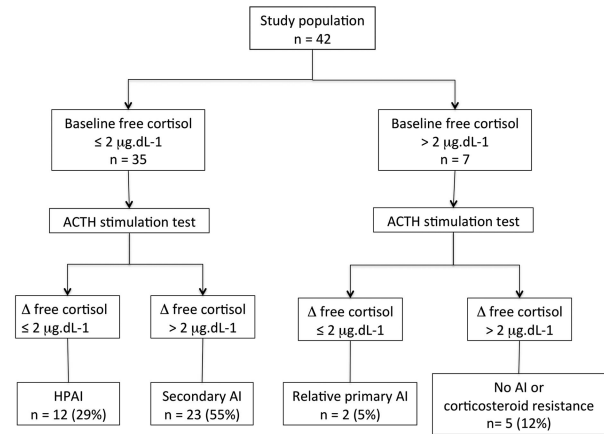 Study population
n = 42
Baseline free cortisol
≤ 2 μg.dL-1
n = 35
Baseline free cortisol
> 2 μg.dL-1
n = 7
ACTH stimulation test
ACTH stimulation test
Δ free cortisol
≤ 2 μg.dL-1
Δ free cortisol
> 2 μg.dL-1
Δ free cortisol
≤ 2 μg.dL-1
Δ free cortisol
> 2 μg.dL-1
HPAI
n = 12 (29%)
Secondary AI
n = 23 (55%)
Relative primary AI
n = 2 (5%)
No AI or
corticosteroid resistance
n= 5 (12%)